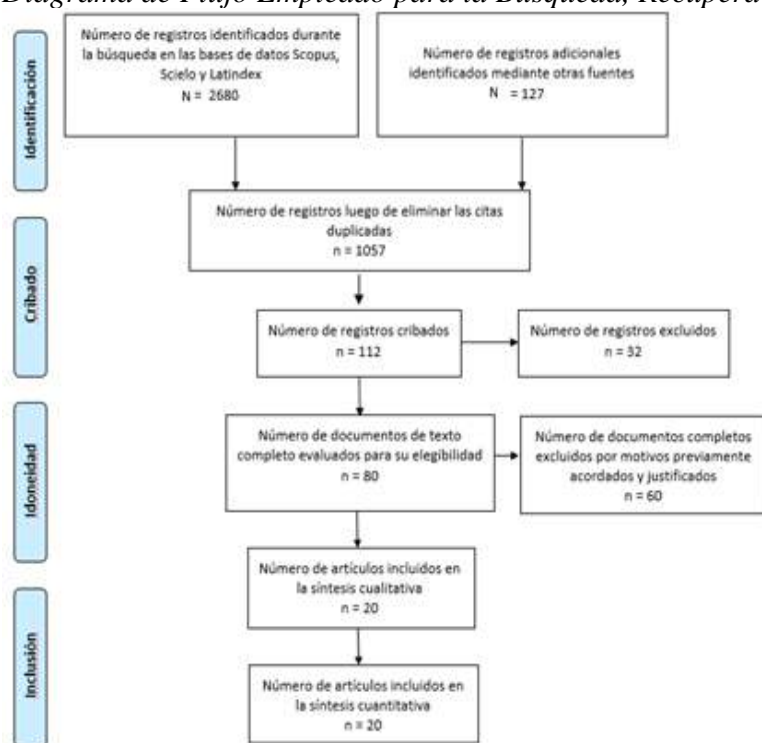 Diagrama de Flujo Empleado para la Búsqueda, Recupera
Identificación
Número de registros identificados durante
la búsqueda en las bases de datos Scopus,
Scielo y Latindex
N = 2680
Número de registros adicionales
identificados mediante otras fuentes
N = 127
Número de registros luego de eliminar las citas
duplicadas
n = 1057
Cribado
Número de registros cribados
n = 112
Número de registros excluidos
n = 32
Idoneidad
Número de documentos de texto
completo evaluados para su elegibilidad
n = 80
Número de documentos completos
excluidos por motivos previamente
acordados y justificados
n = 60
Inclusión
Número de artículos incluidos en
la síntesis cualitativa
n = 20
Número de artículos incluidos en
la síntesis cuantitativa
n = 20